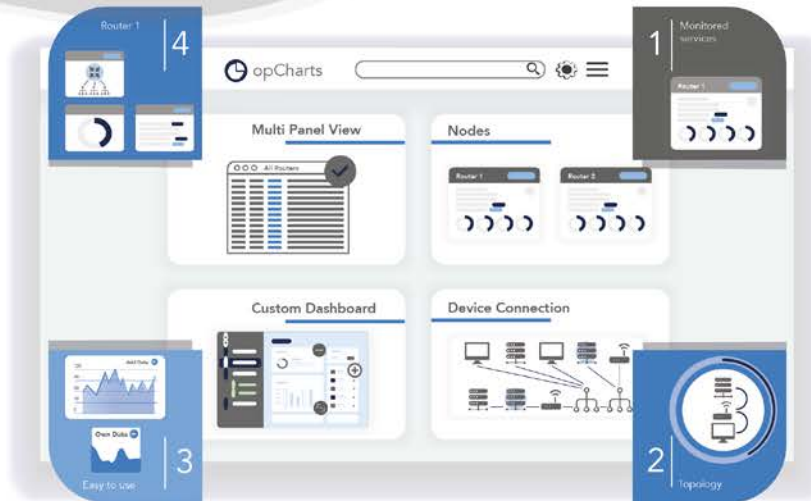 Router 1
4
opCharts
1
Monitored
services
Router 1
Multi Panel View
All Routers
Nodes
Router 1
Router 2
Custom Dashboard
Device Connection
Add Data
Own Data
3
Easy to use
2
Topology